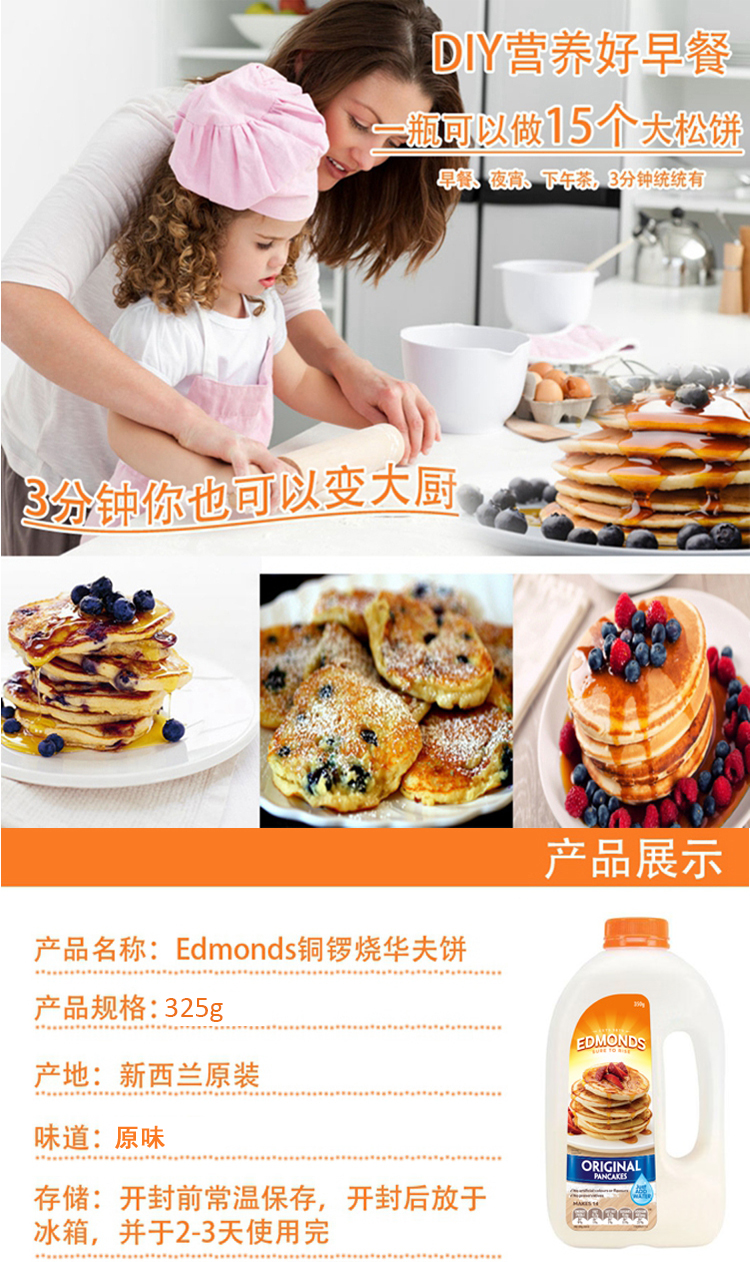 DIY营养好早餐
一瓶可以做15个大松饼
早餐、夜宵、下午茶，3分钟统统有
3分钟你也可以变大厨
产品展示
产品名称：Edmonds铜锣烧华夫饼
产品规格：325g
产地：新西兰原装
味道：原味
存储：开封前常温保存，开封后放于
冰箱，并于2-3天使用完
EDMONDS
SURE TO RISE
ORIGINAL
PANCAKES
Just
ADD
WATER